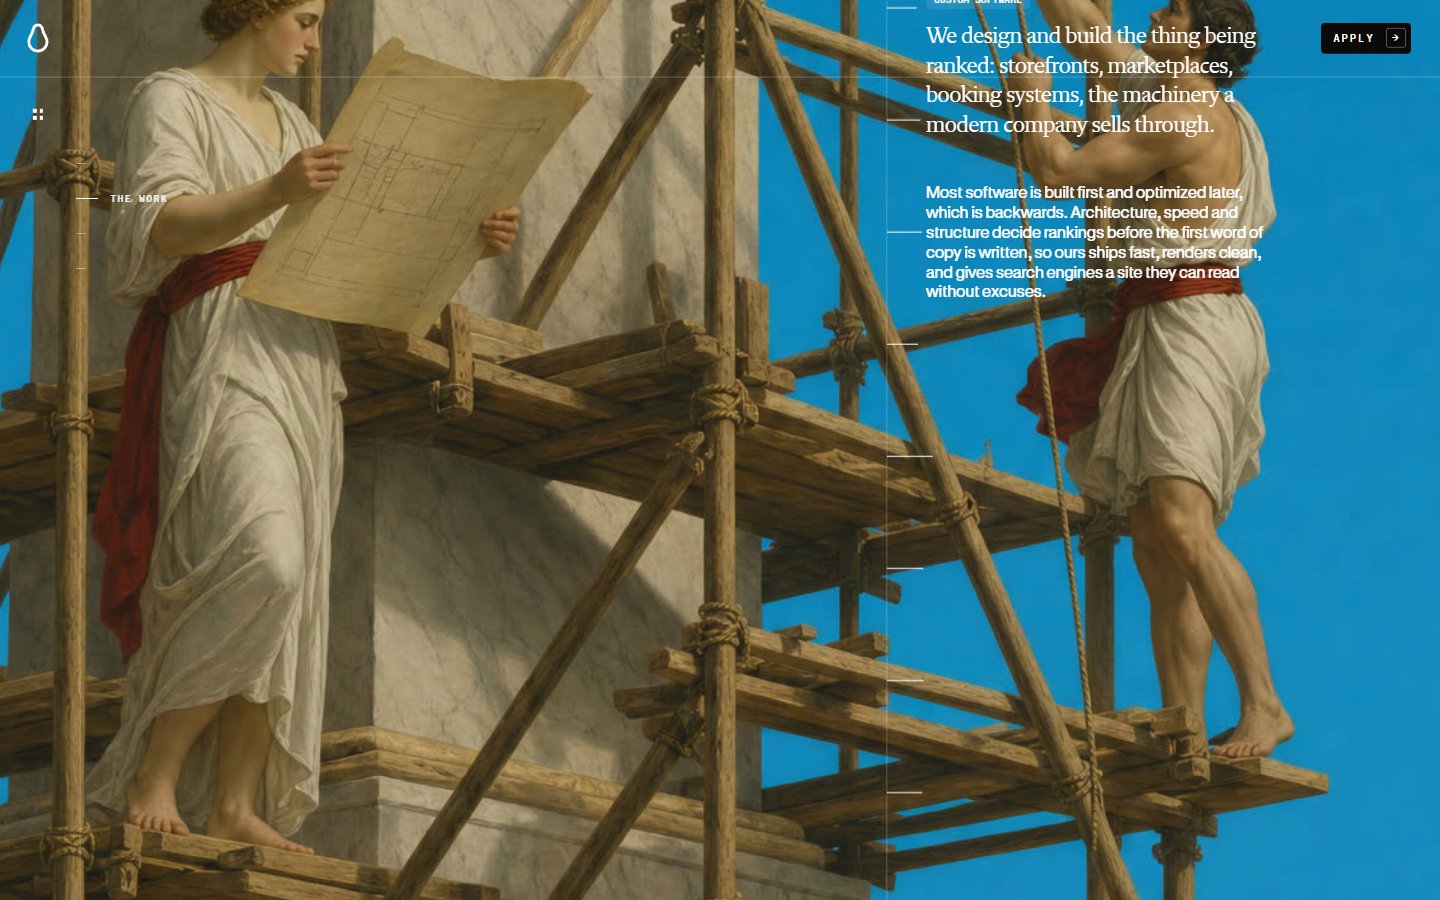 CUSTOM SOFTWARE
We design and build the thing being
ranked: storefronts, marketplaces,
booking systems, the machinery a
modern company sells through.
APPLY
THE WORK
Most software is built first and optimized later,
which is backwards. Architecture, speed and
structure decide rankings before the first word of
copy is written, so ours ships fast, renders clean,
and gives search engines a site they can read
without excuses.